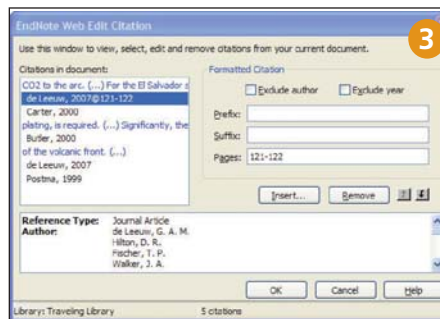 EndNote Web Edit Citation
3
Use this window to view, select, edit and remove citations from your current document.
Citations in document:
CO2 to the arc. (...) For the El Salvador s
de Leeuw, 2007@121-122
Carter, 2000
plating, is required. (...) Significantly, the
Butler, 2000
of the volcanic front. (...)
de Leeuw, 2007
Postma, 1999
Formatted Citation
Exclude author
Exclude year
Prefix:
Suffix:
Pages: 121-122
Insert...
Remove
Reference Type: Journal Article
Author: de Leeuw, G. A. M.
Hilton, D. R.
Fischer, T. P.
Walker, J. A.
OK
Cancel
Help
Library: Traveling Library
5 citations